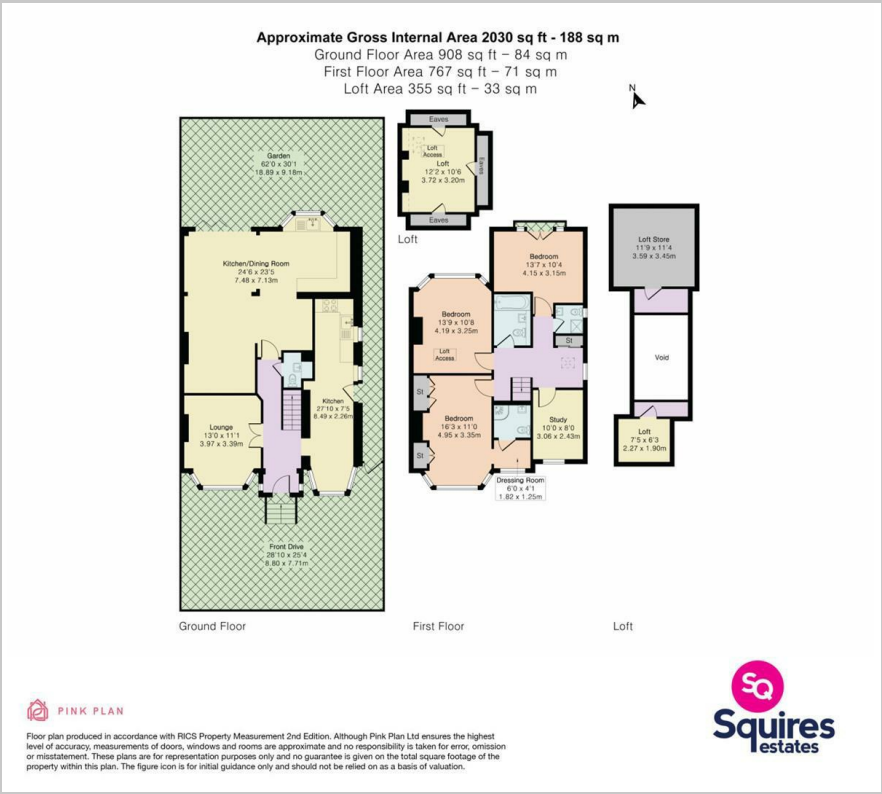 Approximate Gross Internal Area 2030 sq ft - 188 sq m
Ground Floor Area 908 sq ft – 84 sq m
First Floor Area 767 sq ft – 71 sq m
Loft Area 355 sq ft – 33 sq m
N
Garden
62'0 x 30'1
18.89 x 9.18m
Kitchen/Dining Room
24'6 x 23'5
7.48 x 7.13m
Kitchen
27'10 x 7'5
8.49 x 2.26m
Lounge
13'0 x 11'1
3.97 x 3.39m
Front Drive
28'10 x 25'4
8.80 x 7.71m
Ground Floor
Eaves
Loft
Access
Loft
12'2 x 10'6
3.72 x 3.20m
Eaves
Eaves
Loft
Bedroom
13'7 x 10'4
4.15 x 3.15m
Bedroom
13'9 x 10'8
4.19 x 3.25m
Loft
Access
St
St
Bedroom
16'3 x 11'0
4.95 x 3.35m
St
Study
10'0 x 8'0
3.06 x 2.43m
Dressing Room
6'0 x 4'1
1.82 x 1.25m
First Floor
Loft Store
11'9 x 11'4
3.59 x 3.45m
Void
Loft
7'5 x 6'3
2.27 x 1.90m
Loft
PINK PLAN
Floor plan produced in accordance with RICS Property Measurement 2nd Edition. Although Pink Plan Ltd ensures the highest
level of accuracy, measurements of doors, windows and rooms are approximate and no responsibility is taken for error, omission
or misstatement. These plans are for representation purposes only and no guarantee is given on the total square footage of the
property within this plan. The figure icon is for initial guidance only and should not be relied on as a basis of valuation.
SQ
Squires
estates